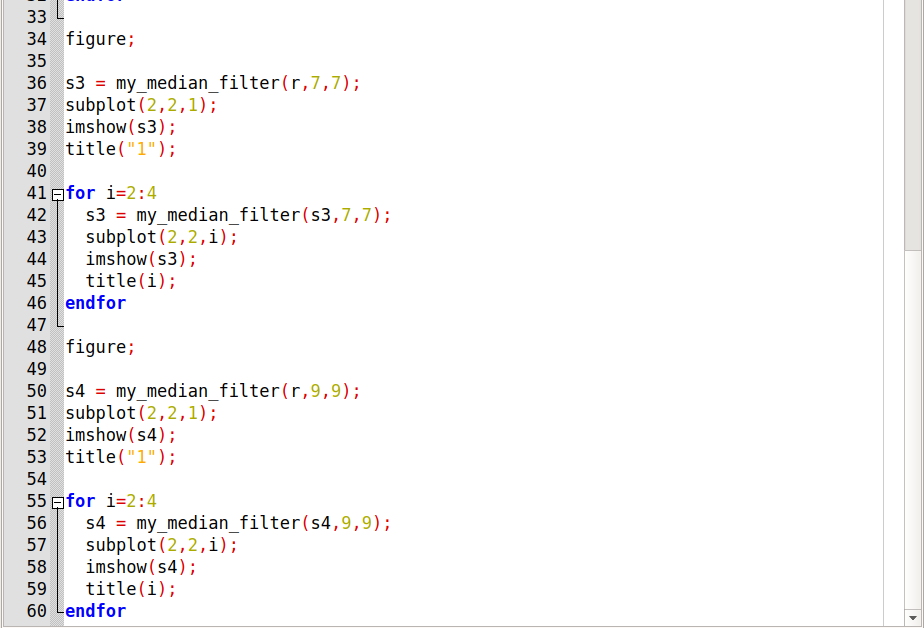 33
34 figure;
35
36 s3 = my_median_filter(r,7,7);
37 subplot(2,2,1);
38 imshow(s3);
39 title("1");
40
41 for i=2:4
42 s3 = my_median_filter(s3,7,7);
43 subplot(2,2,i);
44 imshow(s3);
45 title(i);
46 endfor
47
48 figure;
49
50 s4 = my_median_filter(r,9,9);
51 subplot(2,2,1);
52 imshow(s4);
53 title("1");
54
55 for i=2:4
56 s4 = my_median_filter(s4,9,9);
57 subplot(2,2,i);
58 imshow(s4);
59 title(i);
60 endfor